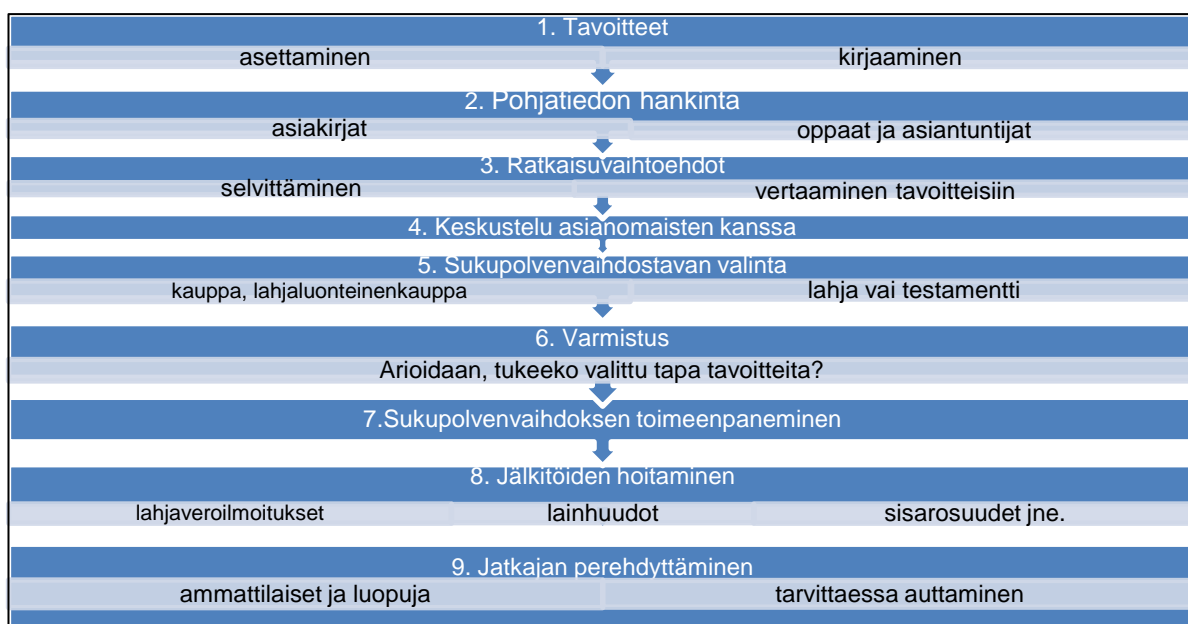 1. Tavoitteet
asettaminen kirjaaminen
2. Pohjatiedon hankinta
asiakirjat oppaat ja asiantuntijat
3. Ratkaisuvaihtoehdot
selvittäminen vertaaminen tavoitteisiin
4. Keskustelu asianomaisten kanssa
5. Sukupolvenvaihdostavan valinta
kauppa, lahjaluonteinenkauppa lahja vai testamentti
6. Varmistus
Arioidaan, tukeeko valittu tapa tavoitteita?
7.Sukupolvenvaihdoksen toimeenpaneminen
8. Jälkitöiden hoitaminen
lahjaveroilmoitukset lainhuudot sisarosuudet jne.
9. Jatkajan perehdyttäminen
ammattilaiset ja luopuja tarvittaessa auttaminen